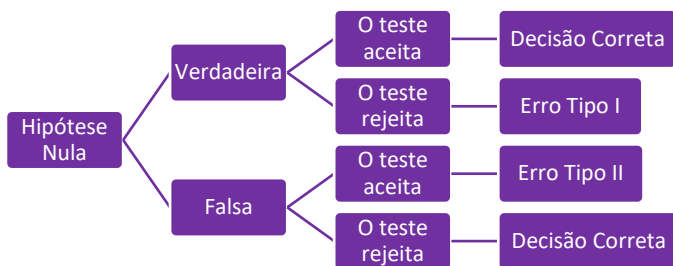 Hipótese
Nula
Verdadeira
O teste
aceita
Decisão Correta
O teste
rejeita
Erro Tipo I
Falsa
O teste
aceita
Erro Tipo II
O teste
rejeita
Decisão Correta